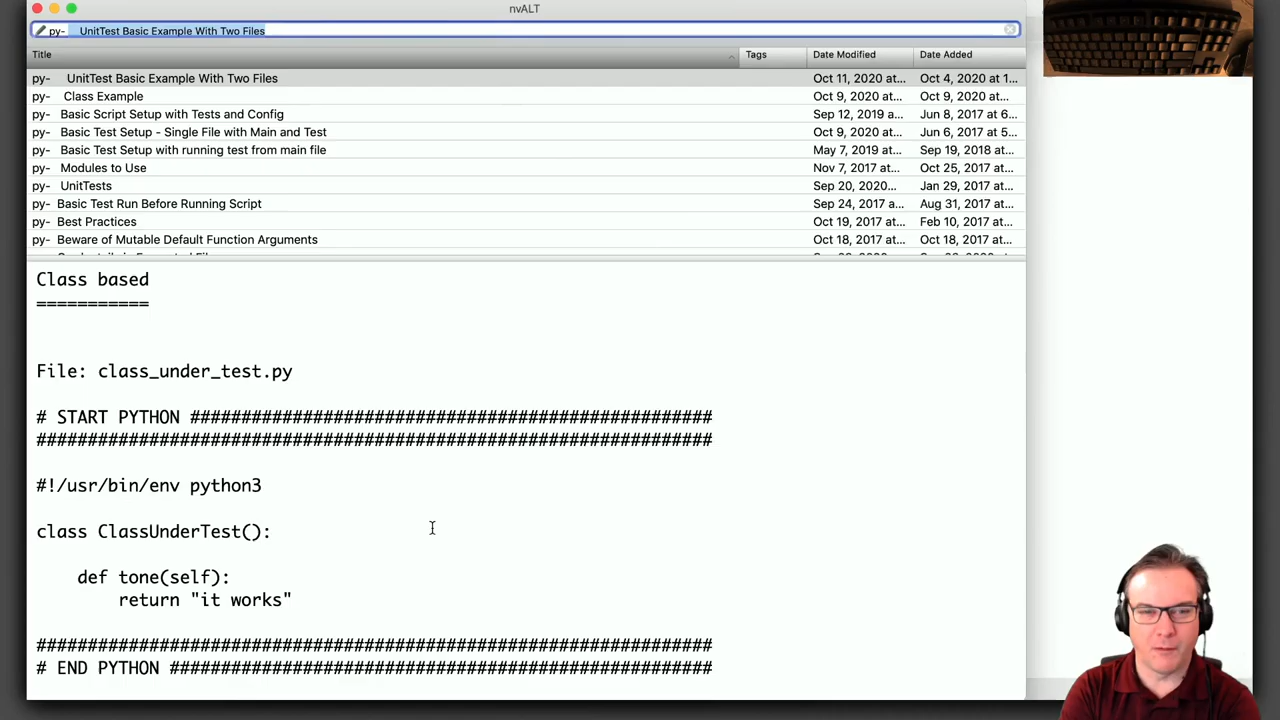 nvALT
py- UnitTest Basic Example With Two Files
Title Tags Date Modified Date Added
py- UnitTest Basic Example With Two Files Oct 11, 2020 at... Oct 4, 2020 at 1...
py- Class Example Oct 9, 2020 at... Oct 9, 2020 at 1...
py- Basic Script Setup with Tests and Config Sep 12, 2019 a... Jun 8, 2017 at 6...
py- Basic Test Setup - Single File with Main and Test Oct 9, 2020 at... Jun 6, 2017 at 5...
py- Basic Test Setup with running test from main file May 7, 2019 at... Sep 19, 2018 at...
py- Modules to Use Nov 7, 2017 at... Oct 25, 2017 at...
py- UnitTests Sep 20, 2020... Jan 29, 2017 at...
py- Basic Test Run Before Running Script Sep 24, 2017 a... Aug 31, 2017 at...
py- Best Practices Oct 19, 2017 at... Feb 10, 2017 at...
py- Beware of Mutable Default Function Arguments Oct 18, 2017 at... Oct 18, 2017 at...
Class based
===========
File: class_under_test.py
# START PYTHON ###################################################
##################################################################
#!/usr/bin/env python3
class ClassUnderTest():
def tone(self):
return "it works"
##################################################################
# END PYTHON #####################################################